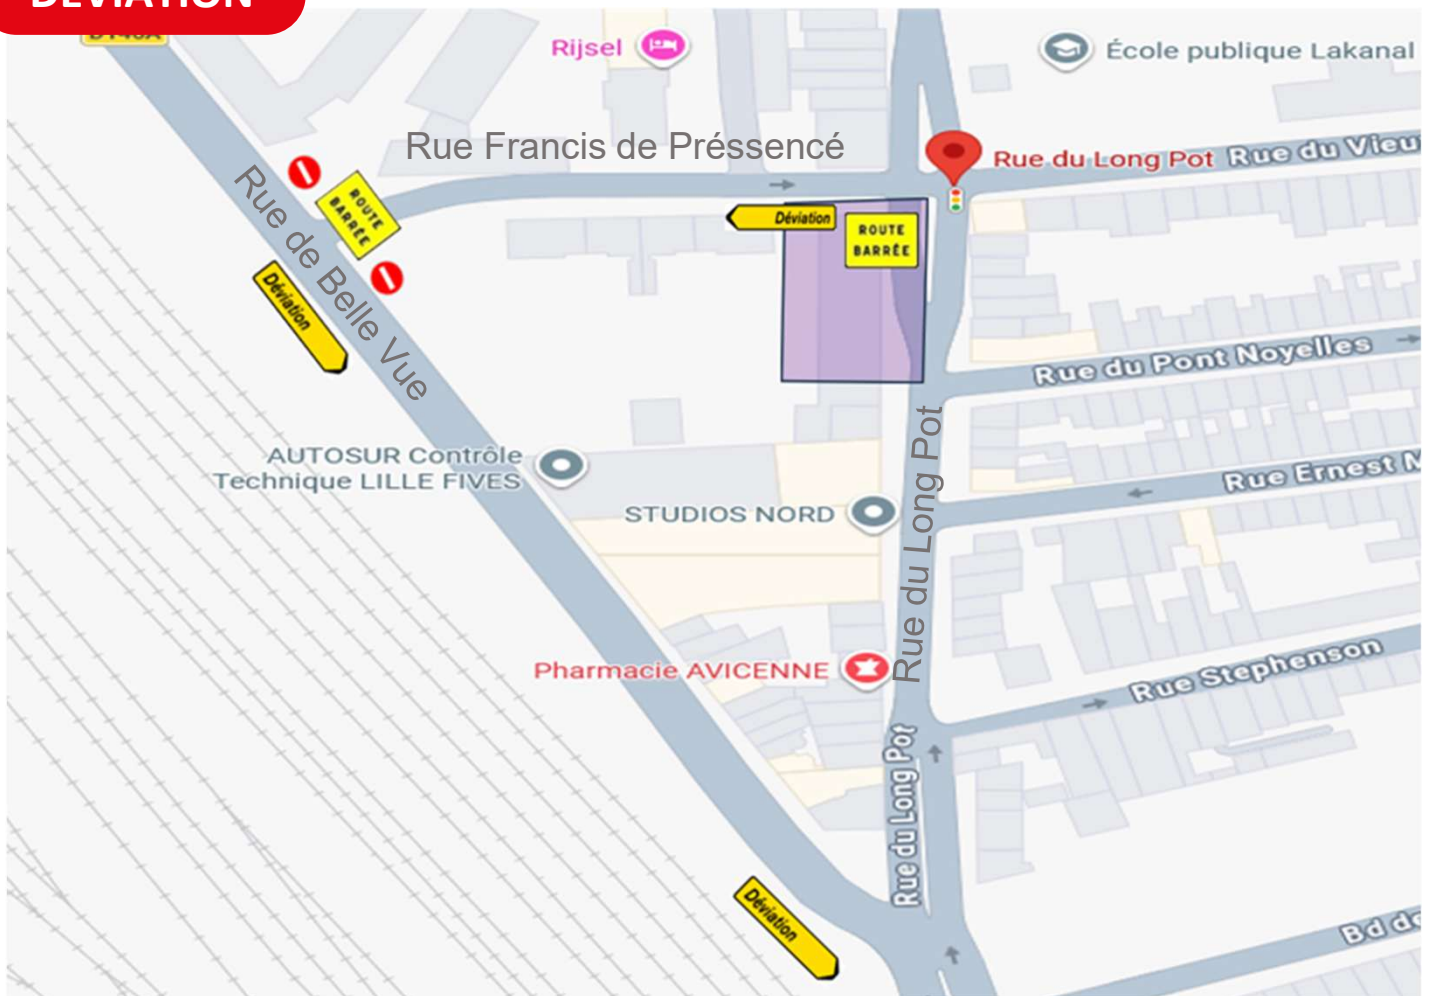 DÉVIATION
D146A
Rijsel
École publique Lakanal
Rue Francis de Préssencé
Rue du Long Pot
Rue du Vieu
ROUTE
BARRÉE
Rue de Belle Vue
Déviation
Déviation
ROUTE
BARRÉE
Rue du Pont Noyelles
AUTOSUR Contrôle
Technique LILLE FIVES
STUDIOS NORD
Rue du Long Pot
Rue Ernest M
Pharmacie AVICENNE
Rue Stephenson
Rue du Long Pot
Déviation
Bd de